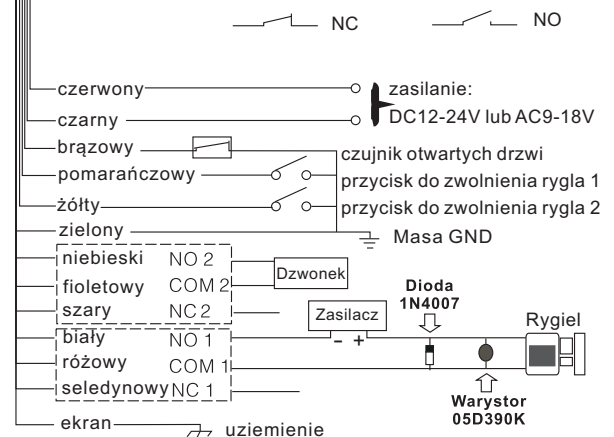 NC NO
czerwony zasilanie:
czarny DC12-24V lub AC9-18V
brązowy czujnik otwartych drzwi
pomarańczowy przycisk do zwolnienia rygla 1
żółty przycisk do zwolnienia rygla 2
zielony Masa GND
niebieski NO 2
Dzwonek
fioletowy COM 2
szary NC 2
Zasilacz
Dioda
1N4007
Rygiel
biały NO 1
- +
różowy COM 1
seledynowy NC 1
Warystor
05D390K
ekran uziemienie